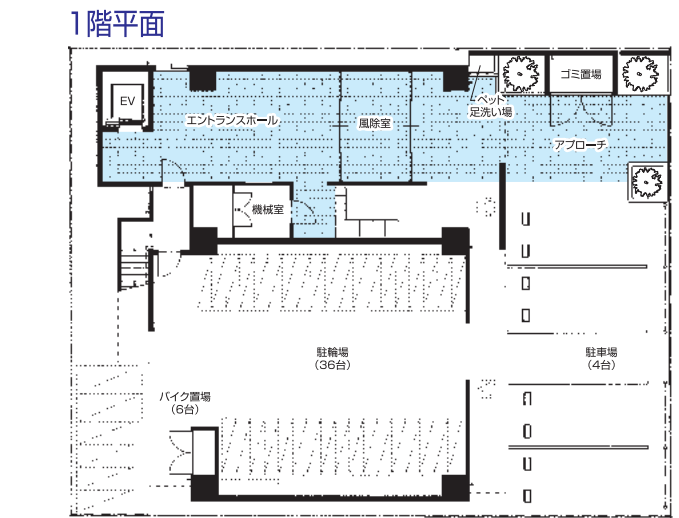 1階平面
EV
エントランスホール
風除室
ペット
足洗い場
ゴミ置場
アプローチ
機械室
駐輪場
（36台）
駐車場
（4台）
バイク置場
（6台）